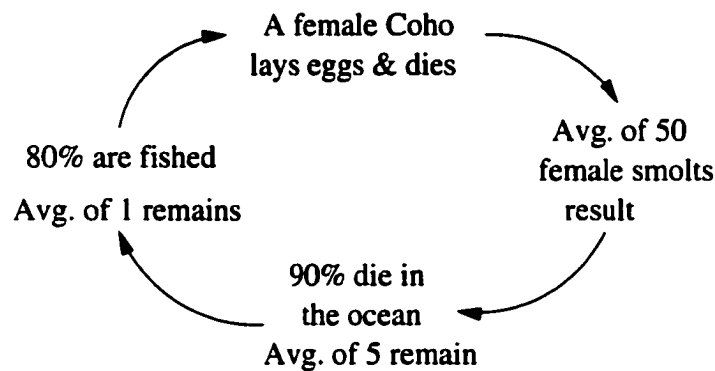 A female Coho
lays eggs & dies
Avg. of 50
female smolts
result
90% die in
the ocean
Avg. of 5 remain
80% are fished
Avg. of 1 remains